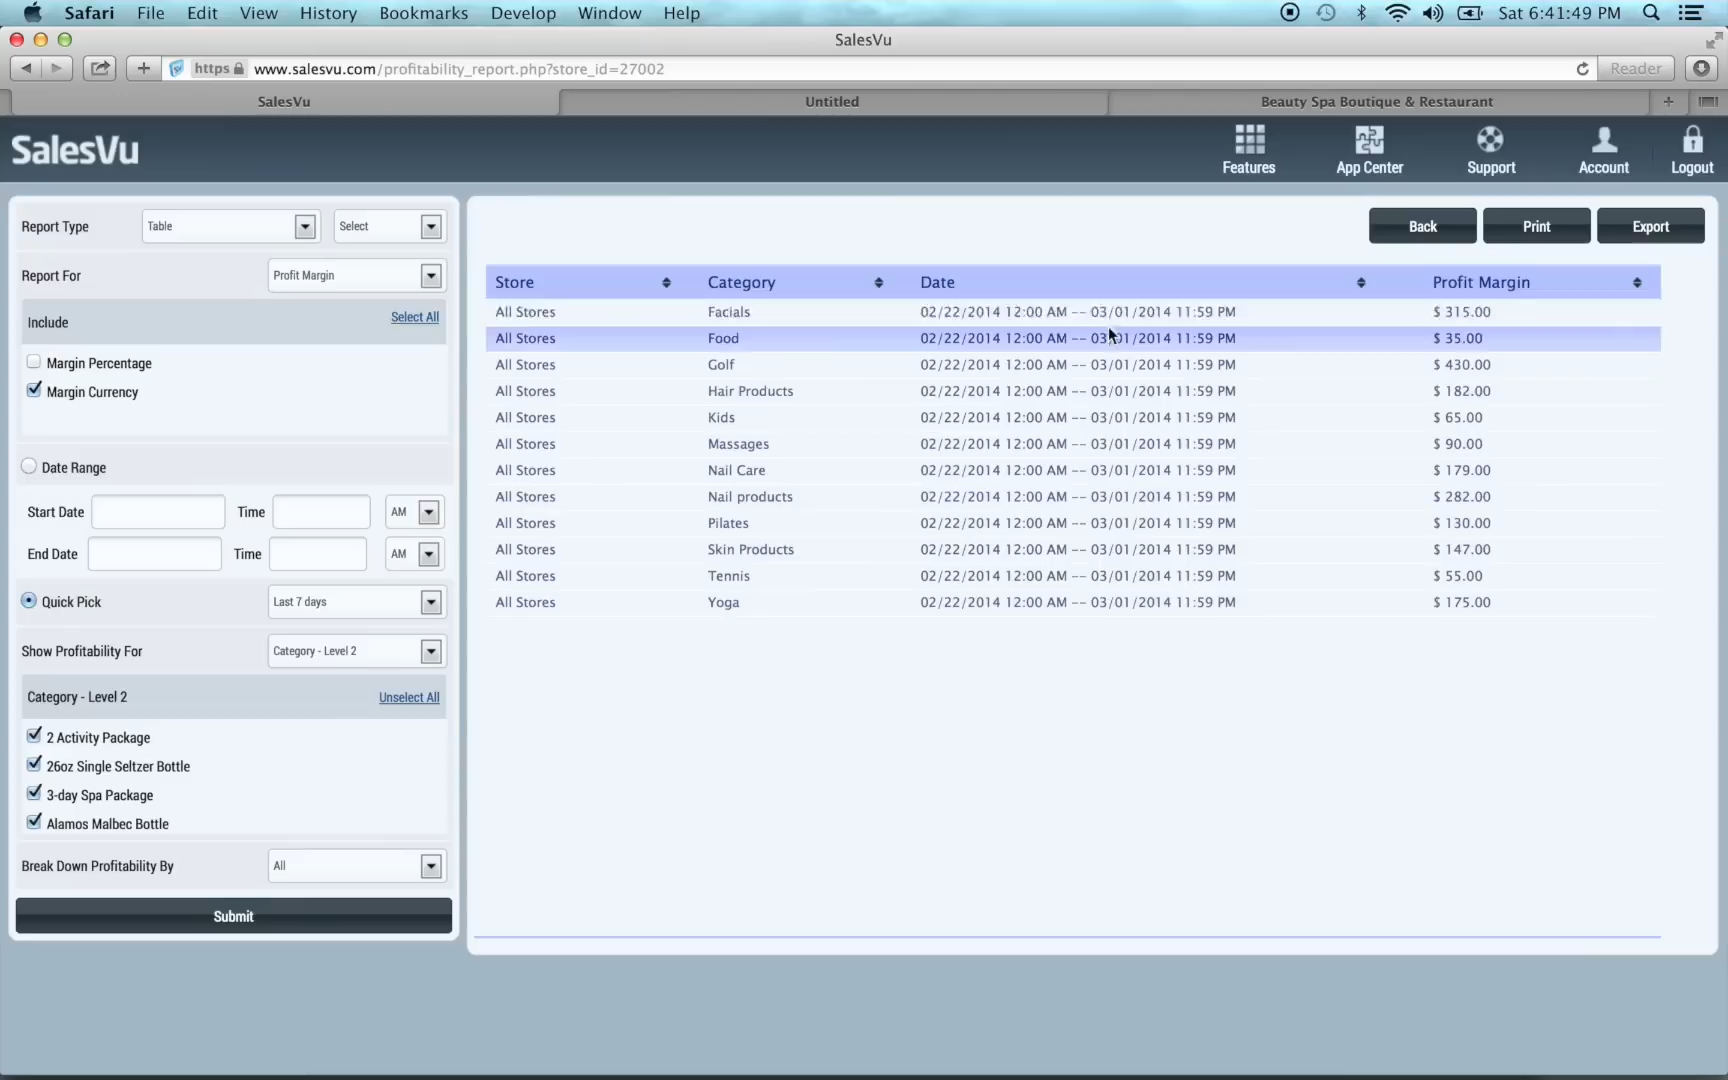 Safari File Edit View History Bookmarks Develop Window Help Sat 6:41:49 PM
SalesVu
https www.salesvu.com/profitability_report.php?store_id=27002 Reader
SalesVu Untitled Beauty Spa Boutique & Restaurant
SalesVu Features App Center Support Account Logout
Report Type Table Select
Report For Profit Margin
Include Select All
Margin Percentage
Margin Currency
Date Range
Start Date Time AM
End Date Time AM
Quick Pick Last 7 days
Show Profitability For Category - Level 2
Category - Level 2 Unselect All
2 Activity Package
26oz Single Seltzer Bottle
3-day Spa Package
Alamos Malbec Bottle
Break Down Profitability By All
Submit
Back Print Export
Store Category Date Profit Margin
All Stores Facials 02/22/2014 12:00 AM -- 03/01/2014 11:59 PM $ 315.00
All Stores Food 02/22/2014 12:00 AM -- 03/01/2014 11:59 PM $ 35.00
All Stores Golf 02/22/2014 12:00 AM -- 03/01/2014 11:59 PM $ 430.00
All Stores Hair Products 02/22/2014 12:00 AM -- 03/01/2014 11:59 PM $ 182.00
All Stores Kids 02/22/2014 12:00 AM -- 03/01/2014 11:59 PM $ 65.00
All Stores Massages 02/22/2014 12:00 AM -- 03/01/2014 11:59 PM $ 90.00
All Stores Nail Care 02/22/2014 12:00 AM -- 03/01/2014 11:59 PM $ 179.00
All Stores Nail products 02/22/2014 12:00 AM -- 03/01/2014 11:59 PM $ 282.00
All Stores Pilates 02/22/2014 12:00 AM -- 03/01/2014 11:59 PM $ 130.00
All Stores Skin Products 02/22/2014 12:00 AM -- 03/01/2014 11:59 PM $ 147.00
All Stores Tennis 02/22/2014 12:00 AM -- 03/01/2014 11:59 PM $ 55.00
All Stores Yoga 02/22/2014 12:00 AM -- 03/01/2014 11:59 PM $ 175.00